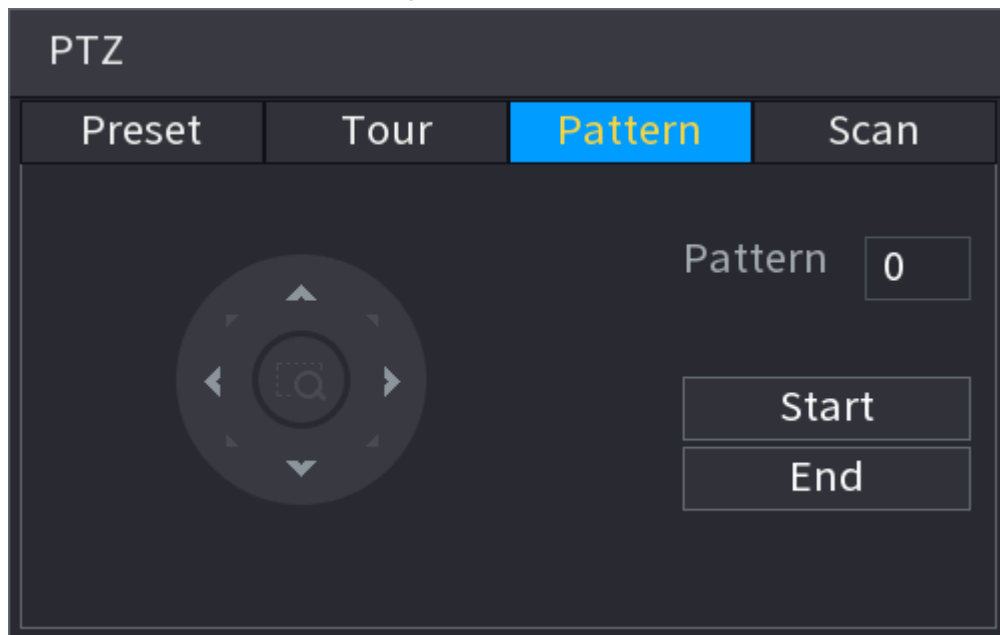 PTZ
Preset Tour Pattern Scan
Pattern 0
Start
End